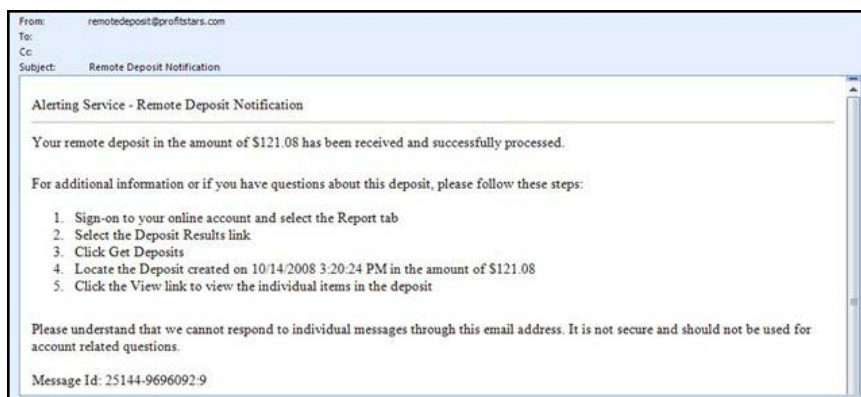 From: remotedeposit@profitstars.com
To:
Cc:
Subject: Remote Deposit Notification
Alerting Service - Remote Deposit Notification
Your remote deposit in the amount of $121.08 has been received and successfully processed.
For additional information or if you have questions about this deposit, please follow these steps:
1. Sign-on to your online account and select the Report tab
2. Select the Deposit Results link
3. Click Get Deposits
4. Locate the Deposit created on 10/14/2008 3:20:24 PM in the amount of $121.08
5. Click the View link to view the individual items in the deposit
Please understand that we cannot respond to individual messages through this email address. It is not secure and should not be used for
account related questions.
Message Id: 25144-9696092:9